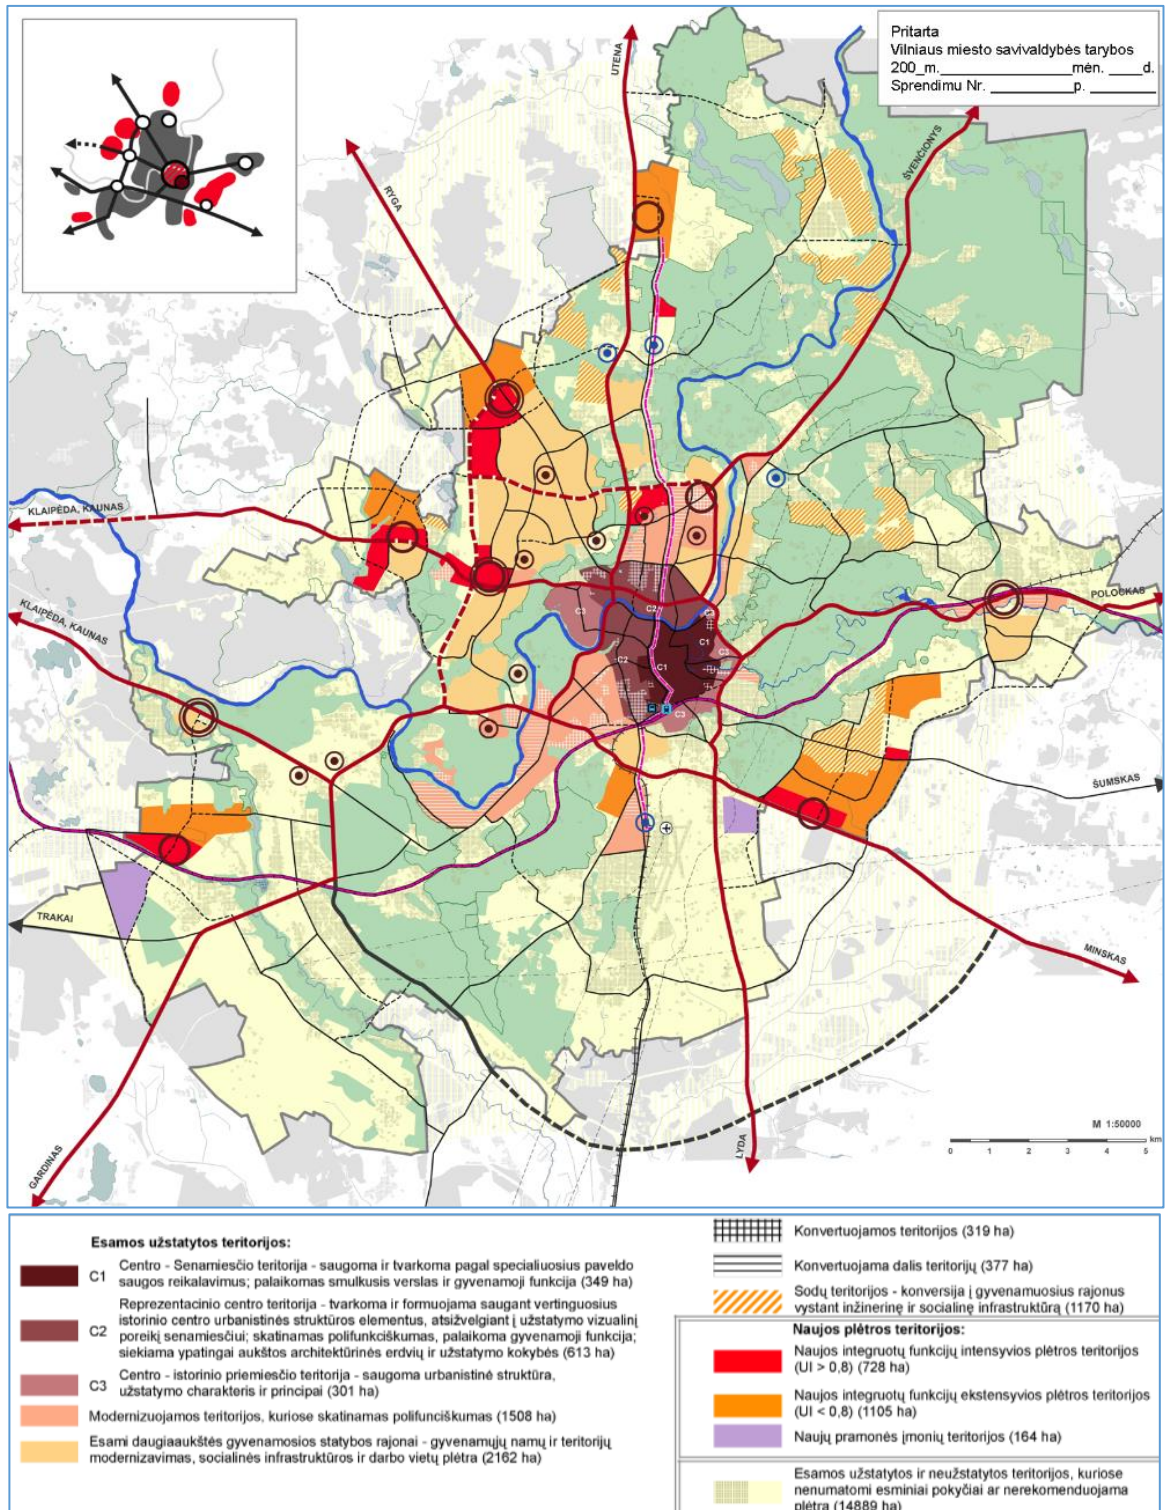 Pritarta
Vilniaus miesto savivaldybės tarybos
200_m.____________________mėn. _____d.
Sprendimu Nr. _____________p. __________
UTENA
RYGA
ŠVENČIONYS
KLAIPĖDA, KAUNAS
KLAIPĖDA, KAUNAS
POLOCKAS
C3
C2
C1
C3
C2
C1
C3
ŠUMSKAS
TRAKAI
MINSKAS
GARDINAS
LYDA
M 1:50000
km
0 1 2 3 4 5
Esamos užstatytos teritorijos:
C1 Centro - Senamiesčio teritorija - saugoma ir tvarkoma pagal specialiuosius paveldo
saugos reikalavimus; palaikomas smulkusis verslas ir gyvenamoji funkcija (349 ha)
C2 Reprezentacinio centro teritorija - tvarkoma ir formuojama saugant vertinguosius
istorinio centro urbanistinės struktūros elementus, atsižvelgiant į užstatymo vizualinį
poreikį senamiesčiui; skatinamas polifunkciškumas, palaikoma gyvenamoji funkcija;
siekiama ypatingai aukštos architektūrinės erdvių ir užstatymo kokybės (613 ha)
C3 Centro - istorinio priemiesčio teritorija - saugoma urbanistinė struktūra,
užstatymo charakteris ir principai (301 ha)
Modernizuojamos teritorijos, kuriose skatinamas polifunciškumas (1508 ha)
Esami daugiaaukštės gyvenamosios statybos rajonai - gyvenamųjų namų ir teritorijų
modernizavimas, socialinės infrastruktūros ir darbo vietų plėtra (2162 ha)
Konvertuojamos teritorijos (319 ha)
Konvertuojama dalis teritorijų (377 ha)
Sodų teritorijos - konversija į gyvenamuosius rajonus
vystant inžinerinę ir socialinę infrastruktūrą (1170 ha)
Naujos plėtros teritorijos:
Naujos integruotų funkcijų intensyvios plėtros teritorijos
(UI > 0,8) (728 ha)
Naujos integruotų funkcijų ekstensyvios plėtros teritorijos
(UI < 0,8) (1105 ha)
Naujų pramonės įmonių teritorijos (164 ha)
Esamos užstatytos ir neužstatytos teritorijos, kuriose
nenumatomi esminiai pokyčiai ar nerekomenduojama
plėtra (14889 ha)